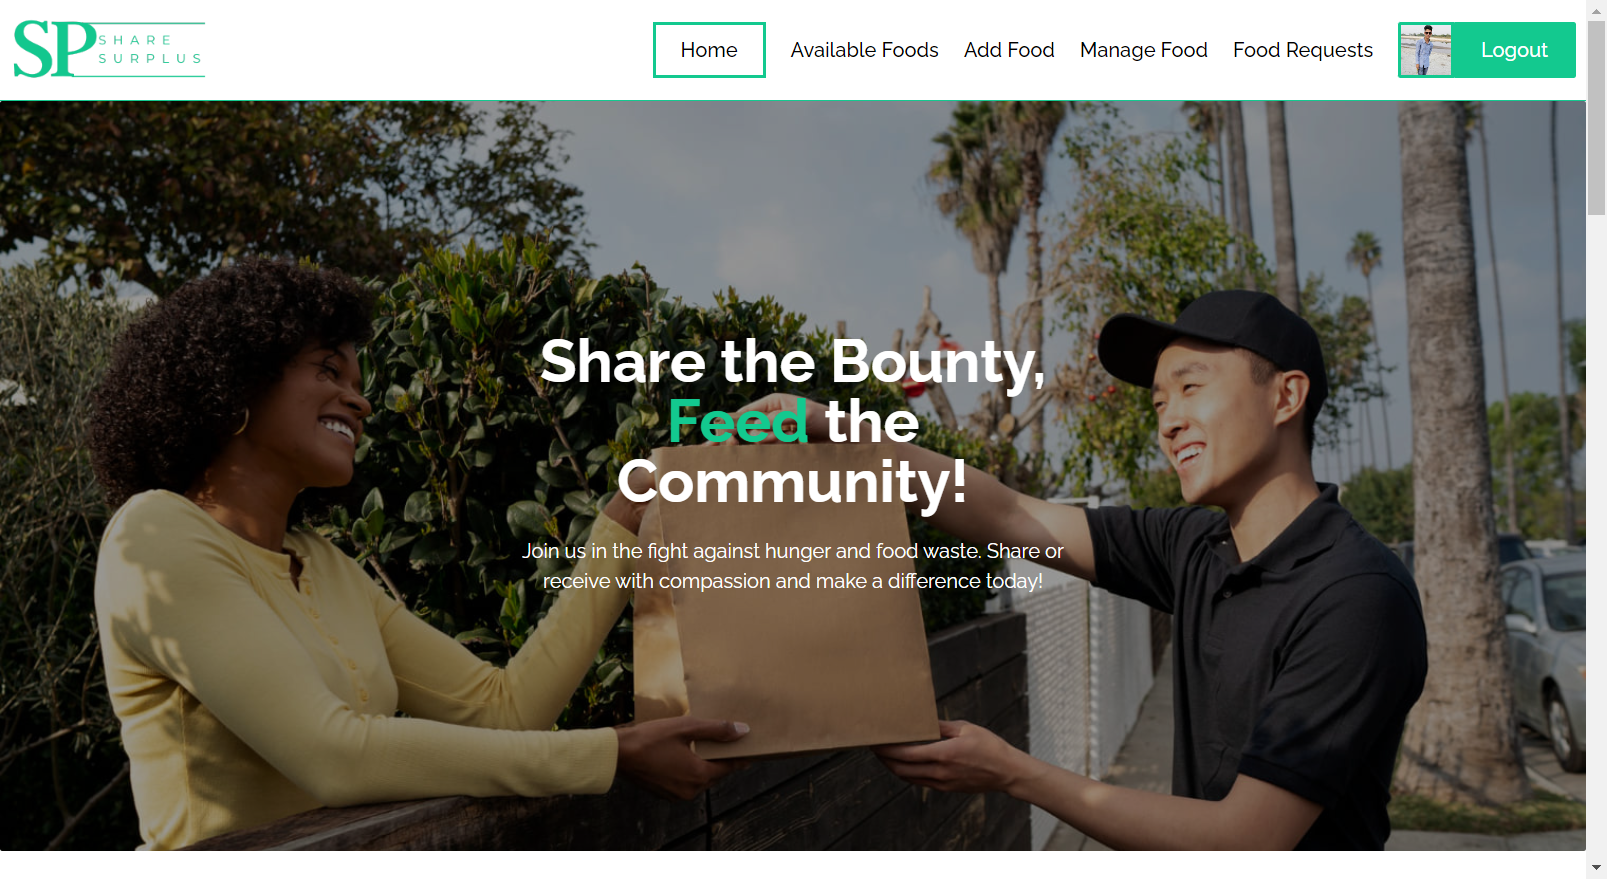 SP SHARE
SURPLUS
Home Available Foods Add Food Manage Food Food Requests Logout
Share the Bounty,
Feed the
Community!
Join us in the fight against hunger and food waste. Share or
receive with compassion and make a difference today!